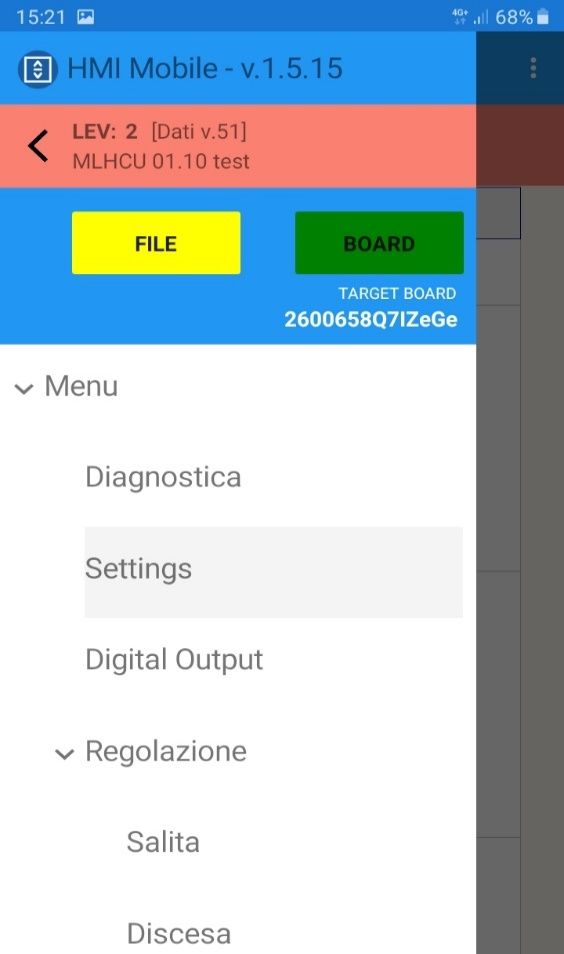 15:21 4G+ 68%
HMI Mobile - v.1.5.15
LEV: 2 [Dati v.51]
MLHCU 01.10 test
FILE BOARD
TARGET BOARD
2600658Q7IZeGe
Menu
Diagnostica
Settings
Digital Output
Regolazione
Salita
Discesa